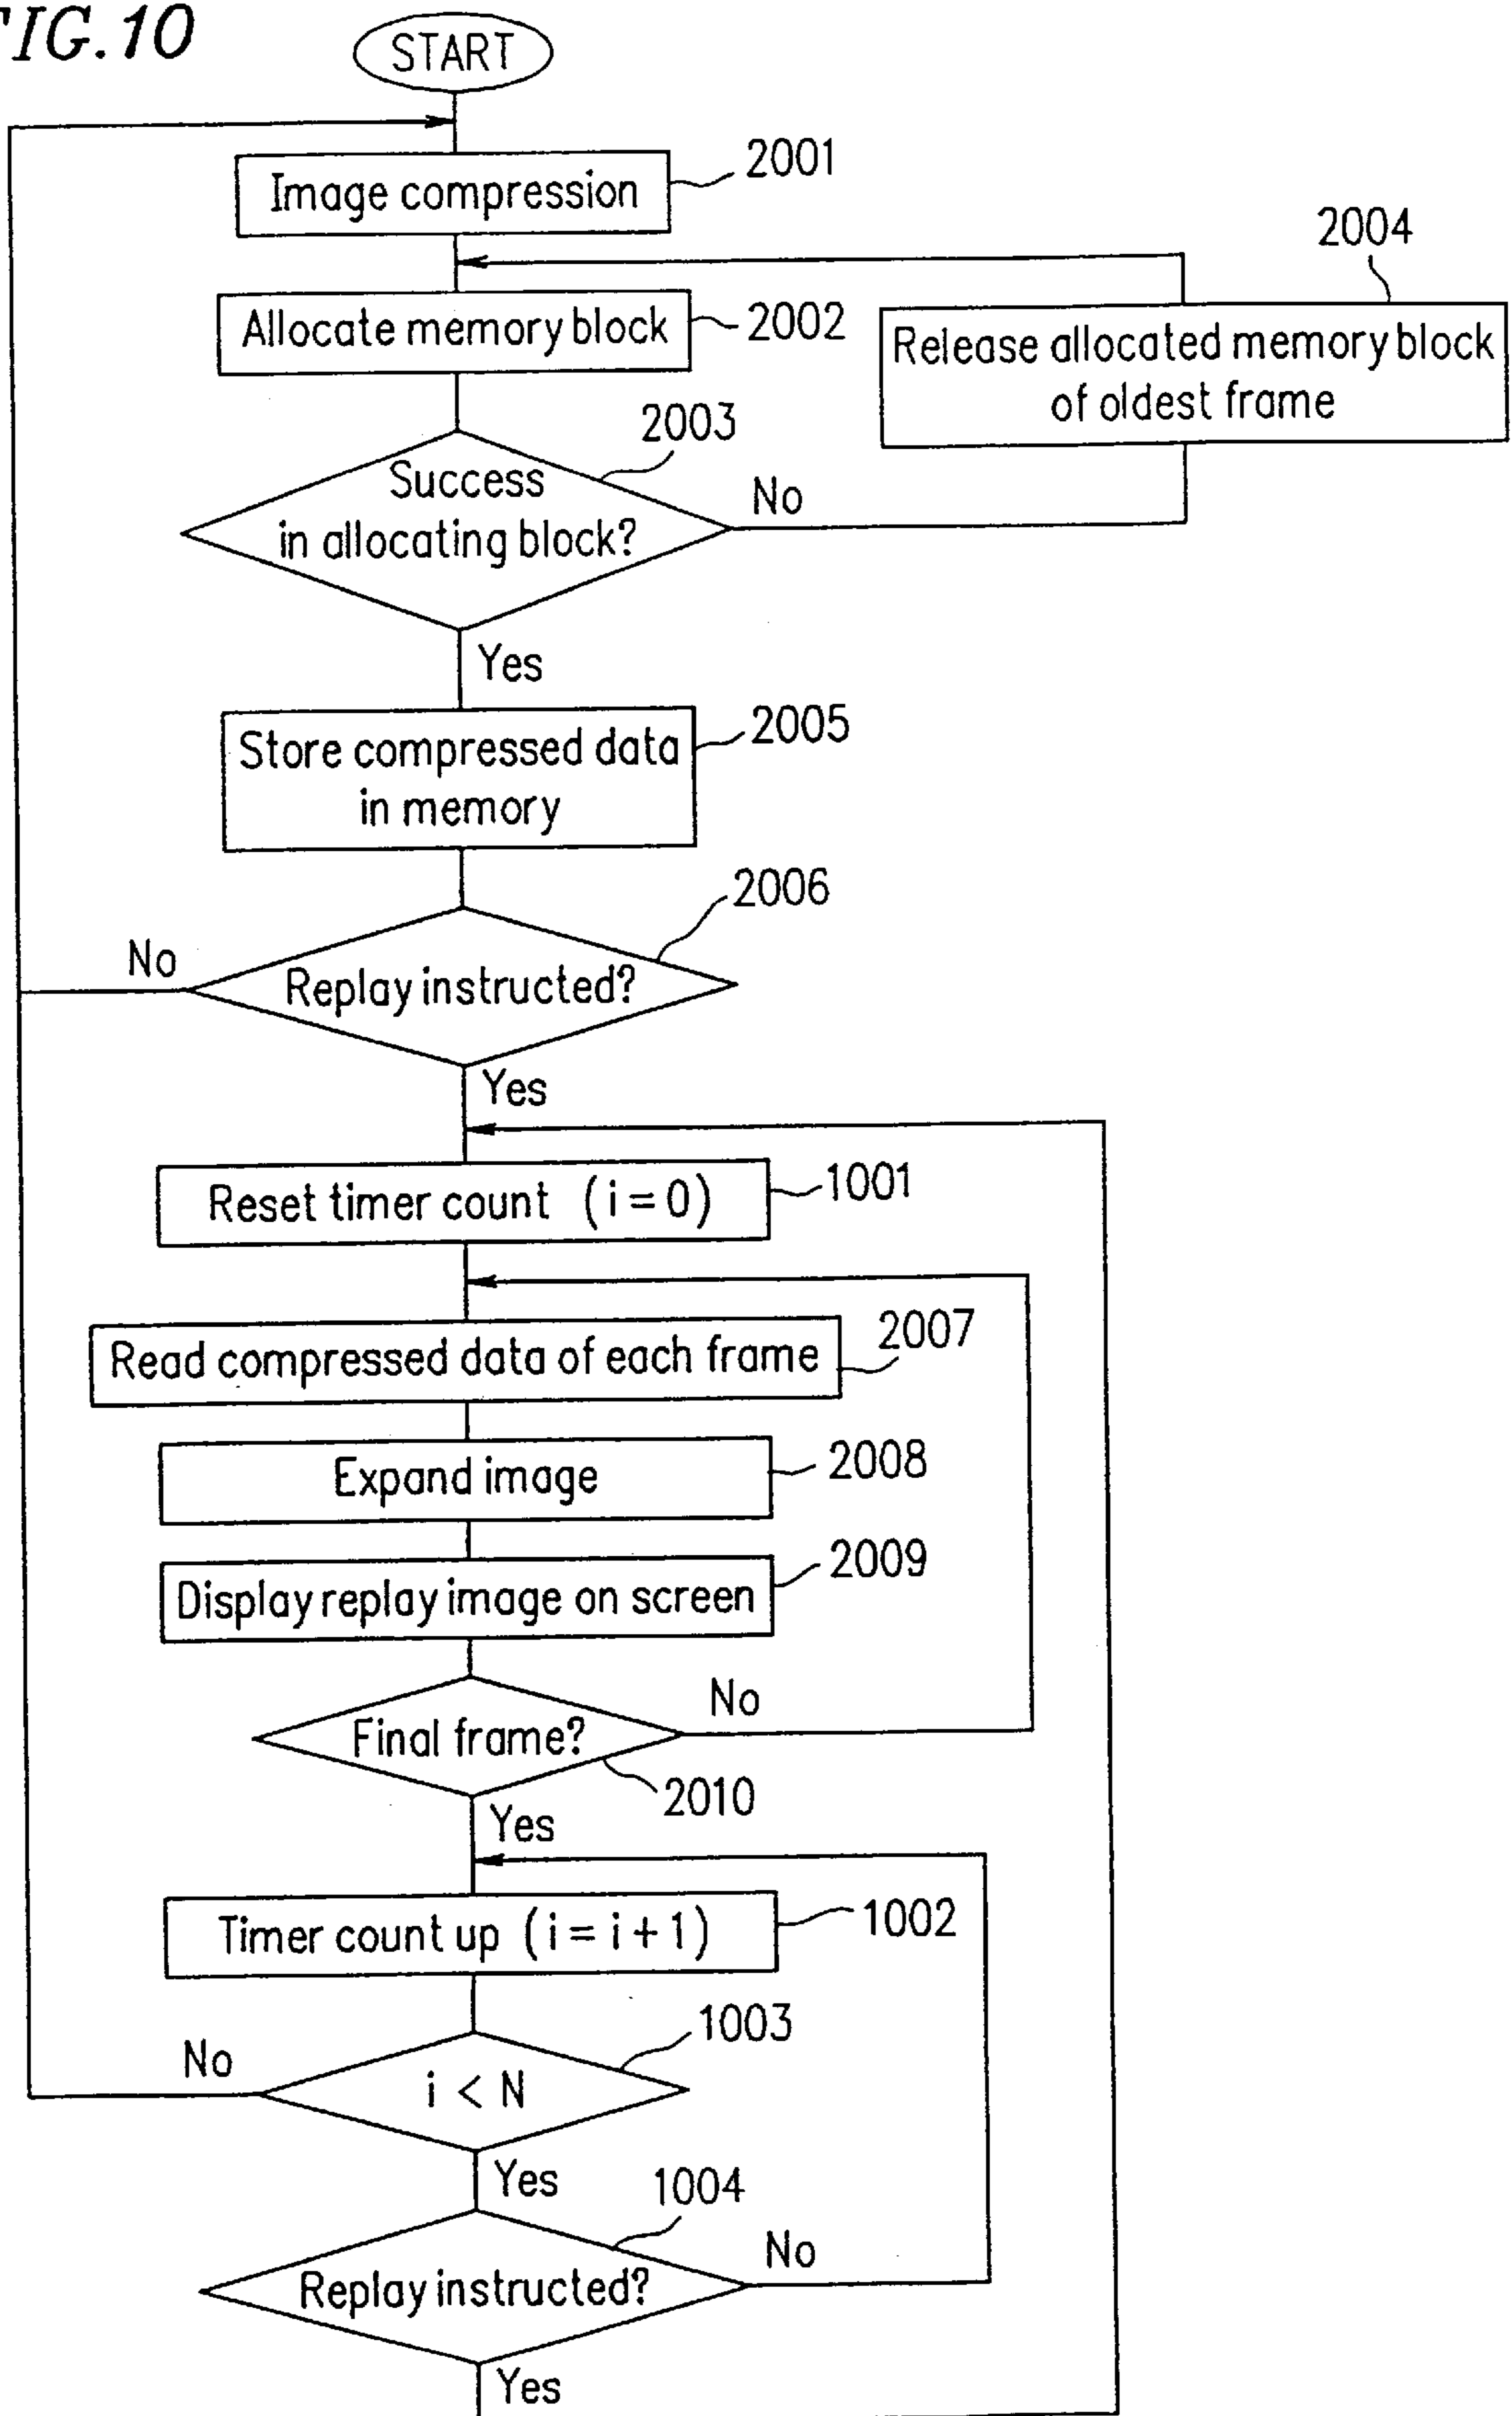 FIG.10
START
Image compression
2001
2004
Allocate memory block
2002
Release allocated memory block
of oldest frame
2003
Success
in allocating block?
No
Yes
Store compressed data
in memory
2005
2006
No
Replay instructed?
Yes
Reset timer count (i=0)
1001
Read compressed data of each frame
2007
Expand image
2008
Display replay image on screen
2009
No
Final frame?
2010
Yes
Timer count up (i= i+1)
1002
1003
No
i < N
Yes
1004
No
Replay instructed?
Yes